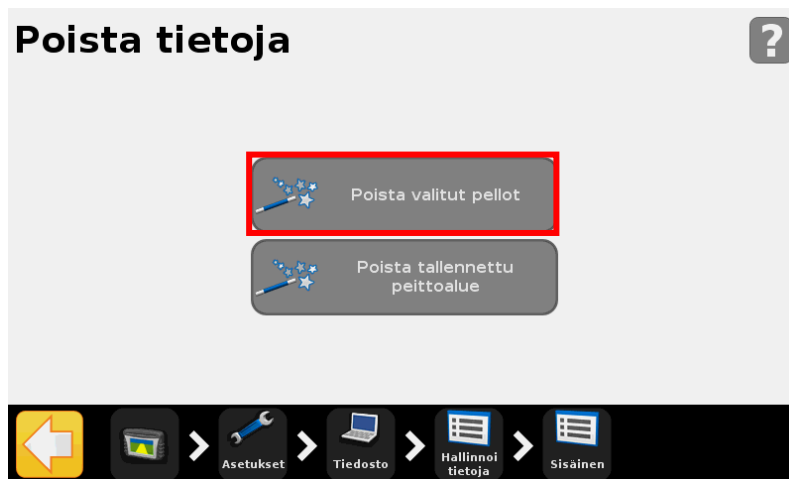 Poista tietoja
?
Poista valitut pellot
Poista tallennettu
peittoalue
Asetukset
Tiedosto
Hallinnoi
tietoja
Sisäinen